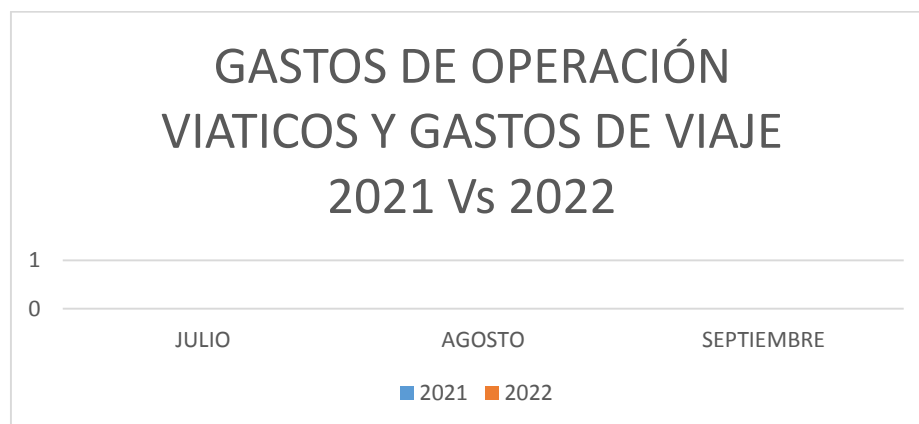 GASTOS DE OPERACIÓN
VIATICOS Y GASTOS DE VIAJE
2021 Vs 2022
1
0
JULIO AGOSTO SEPTIEMBRE
2021 2022